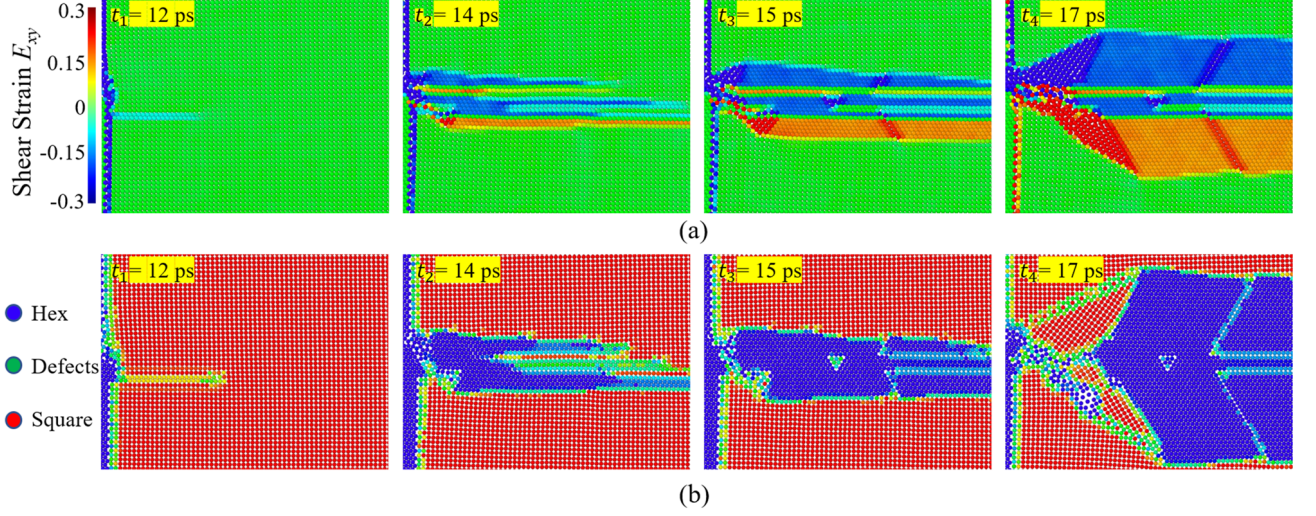 Shear Strain E_xy
0.3
0.15
0
-0.15
-0.3
t₁= 12 ps
t₂= 14 ps
t₃= 15 ps
t₄= 17 ps
(a)
t₁= 12 ps
t₂= 14 ps
t₃= 15 ps
t₄= 17 ps
Hex
Defects
Square
(b)